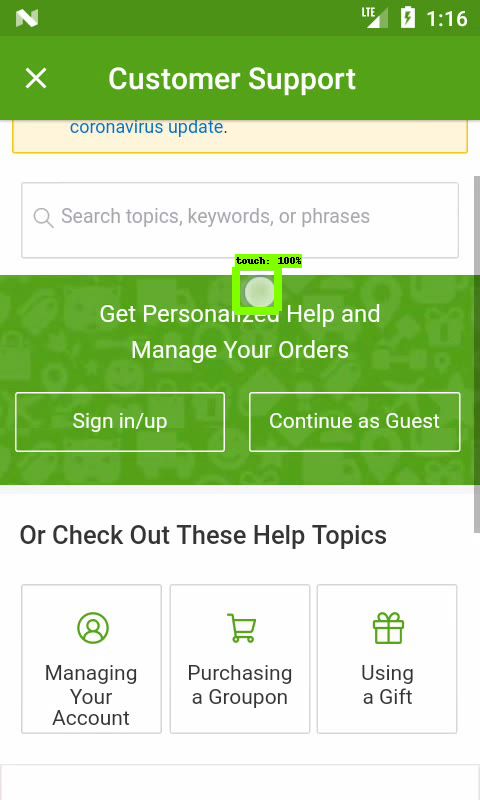 LTE 1:16
Customer Support
coronavirus update.
Search topics, keywords, or phrases
touch: 100%
Get Personalized Help and
Manage Your Orders
Sign in/up
Continue as Guest
Or Check Out These Help Topics
Managing
Your
Account
Purchasing
a Groupon
Using
a Gift